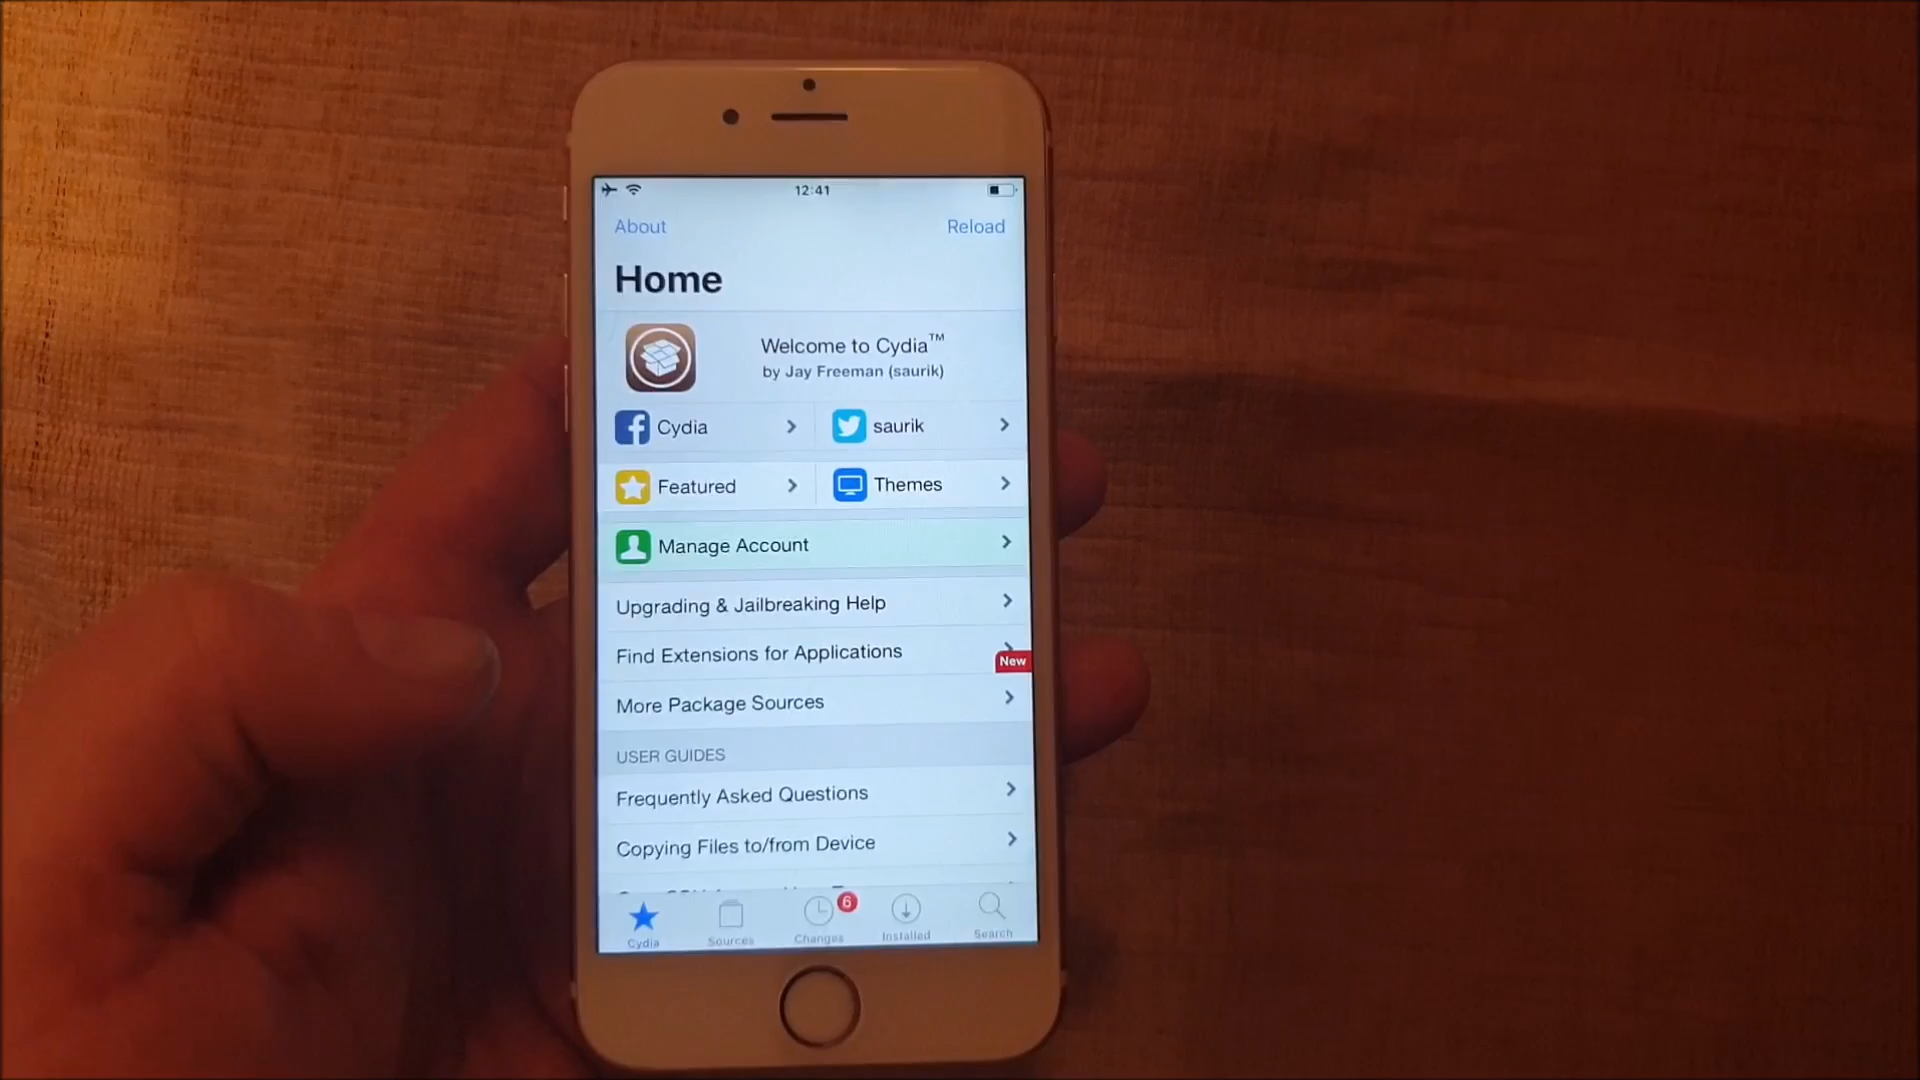 12:41
About
Reload
Home
Welcome to Cydia™
by Jay Freeman (saurik)
Cydia
saurik
Featured
Themes
Manage Account
Upgrading & Jailbreaking Help
Find Extensions for Applications
New
More Package Sources
USER GUIDES
Frequently Asked Questions
Copying Files to/from Device
6
Cydia
Sources
Changes
Installed
Search